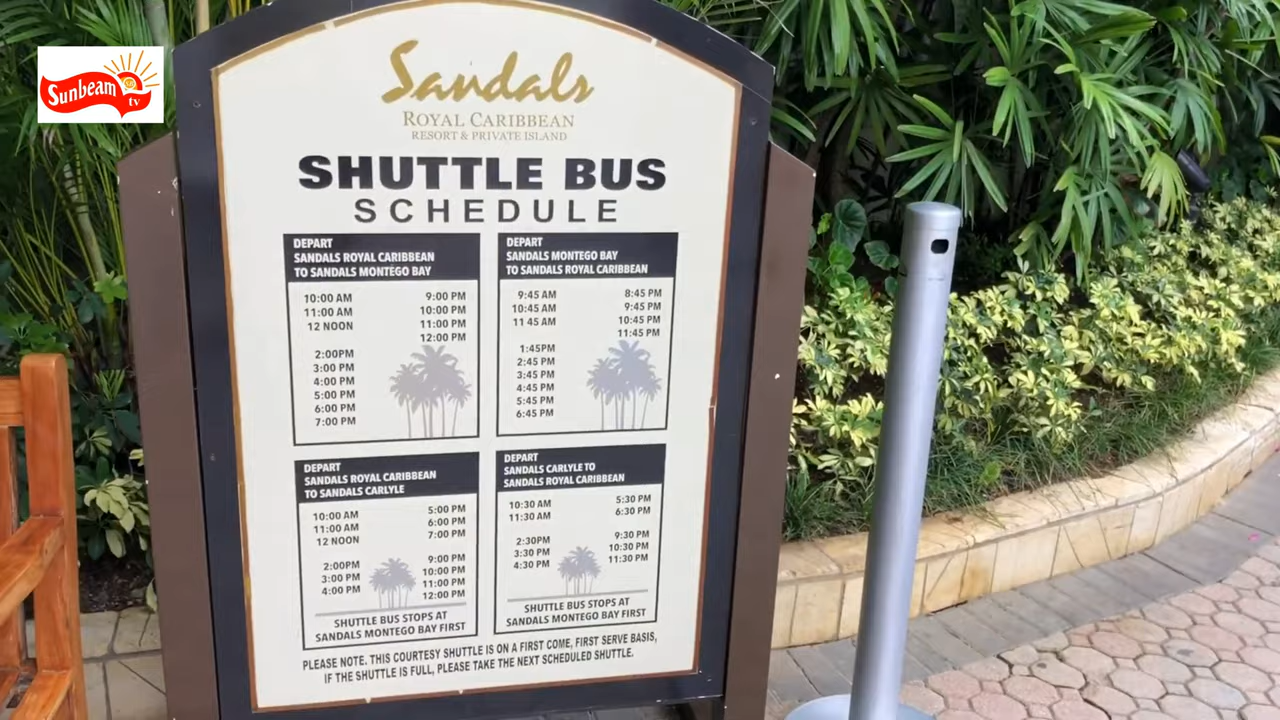 Sunbeam
tv
Sandals
ROYAL CARIBBEAN
RESORT & PRIVATE ISLAND
SHUTTLE BUS
SCHEDULE
DEPART
SANDALS ROYAL CARIBBEAN
TO SANDALS MONTEGO BAY
10:00 AM
11:00 AM
12 NOON
2:00PM
3:00 PM
4:00 PM
5:00 PM
6:00 PM
7:00 PM
9:00 PM
10:00 PM
11:00 PM
12:00 PM
DEPART
SANDALS MONTEGO BAY
TO SANDALS ROYAL CARIBBEAN
9:45 AM
10:45 AM
11 45 AM
1:45PM
2:45 PM
3:45 PM
4:45 PM
5:45 PM
6:45 PM
8:45 PM
9:45 PM
10:45 PM
11:45 PM
DEPART
SANDALS ROYAL CARIBBEAN
TO SANDALS CARLYLE
10:00 AM
11:00 AM
12 NOON
2:00PM
3:00 PM
4:00 PM
5:00 PM
6:00 PM
7:00 PM
9:00 PM
10:00 PM
11:00 PM
12:00 PM
SHUTTLE BUS STOPS AT
SANDALS MONTEGO BAY FIRST
DEPART
SANDALS CARLYLE TO
SANDALS ROYAL CARIBBEAN
10:30 AM
11:30 AM
2:30PM
3:30 PM
4:30 PM
5:30 PM
6:30 PM
9:30 PM
10:30 PM
11:30 PM
SHUTTLE BUS STOPS AT
SANDALS MONTEGO BAY FIRST
PLEASE NOTE. THIS COURTESY SHUTTLE IS ON A FIRST COME, FIRST SERVE BASIS,
IF THE SHUTTLE IS FULL, PLEASE TAKE THE NEXT SCHEDULED SHUTTLE.